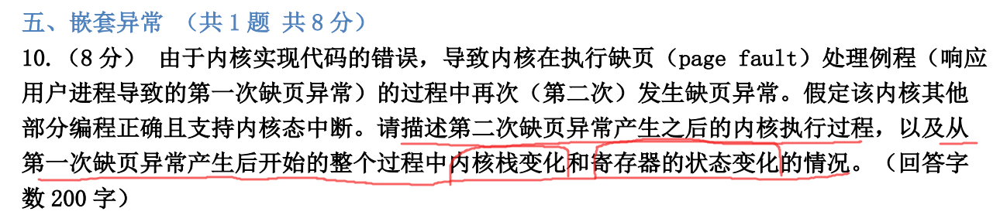 五、嵌套异常 （共 1 题 共 8 分）
10. （8 分） 由于内核实现代码的错误，导致内核在执行缺页（page fault）处理例程（响应
用户进程导致的第一次缺页异常）的过程中再次（第二次）发生缺页异常。假定该内核其他
部分编程正确且支持内核态中断。请描述第二次缺页异常产生之后的内核执行过程，以及从
第一次缺页异常产生后开始的整个过程中内核栈变化和寄存器的状态变化的情况。（回答字
数 200 字）